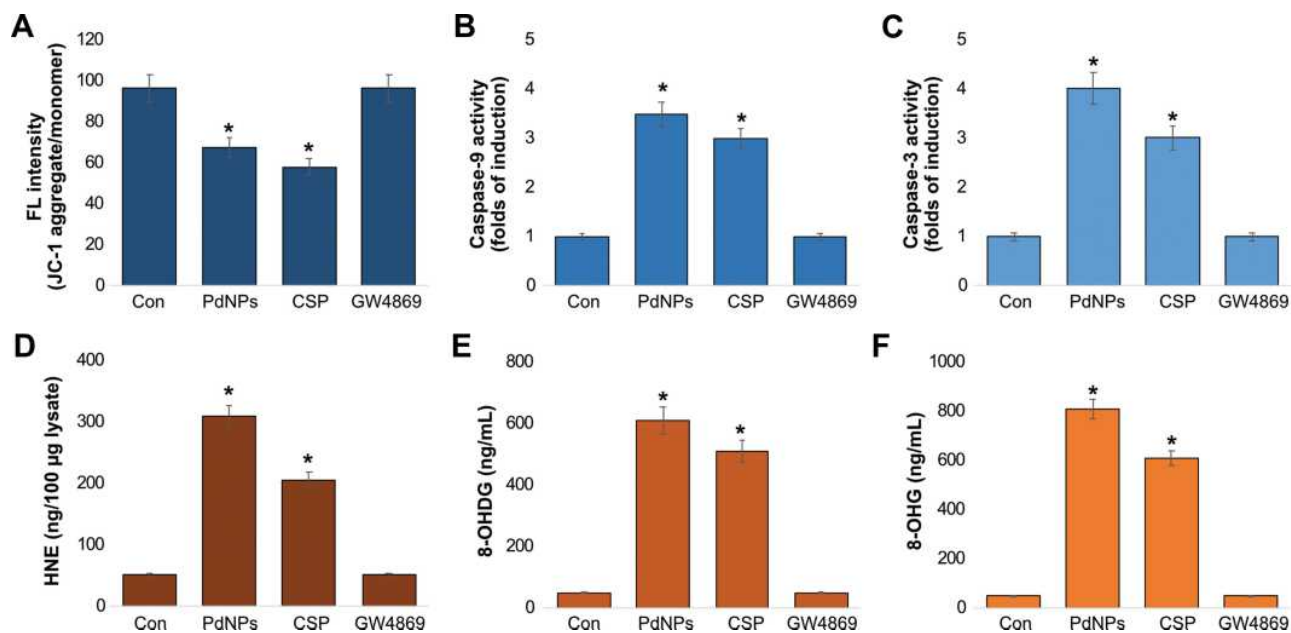 A
FL intensity
(JC-1 aggregate/monomer)
120
100
80
60
40
20
0
*
*
Con PdNPs CSP GW4869
B
Caspase-9 activity
(folds of induction)
5
4
3
2
1
0
*
*
Con PdNPs CSP GW4869
C
Caspase-3 activity
(folds of induction)
5
4
3
2
1
0
*
*
Con PdNPs CSP GW4869
D
HNE (ng/100 µg lysate)
400
300
200
100
0
*
*
Con PdNPs CSP GW4869
E
8-OHDG (ng/mL)
800
600
400
200
0
*
*
Con PdNPs CSP GW4869
F
8-OHG (ng/mL)
1000
800
600
400
200
0
*
*
Con PdNPs CSP GW4869